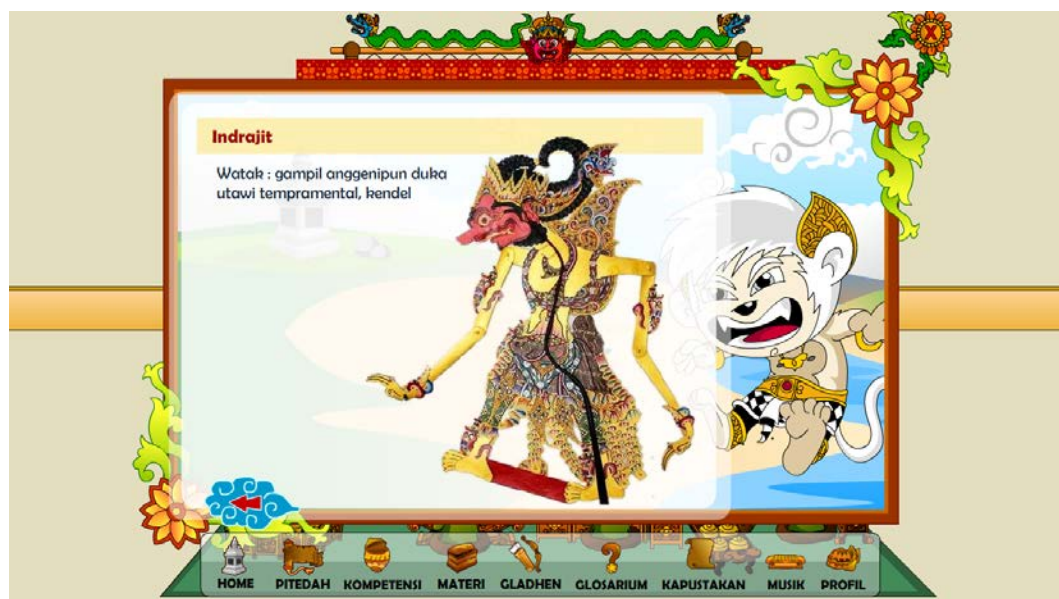 X
Indrajit
Watak : gampil anggenipun duka
utawi tempramental, kendel
HOME PITEDAH KOMPETENSI MATERI GLADHEN GLOSARIUM KAPUSTAKAN MUSIK PROFIL